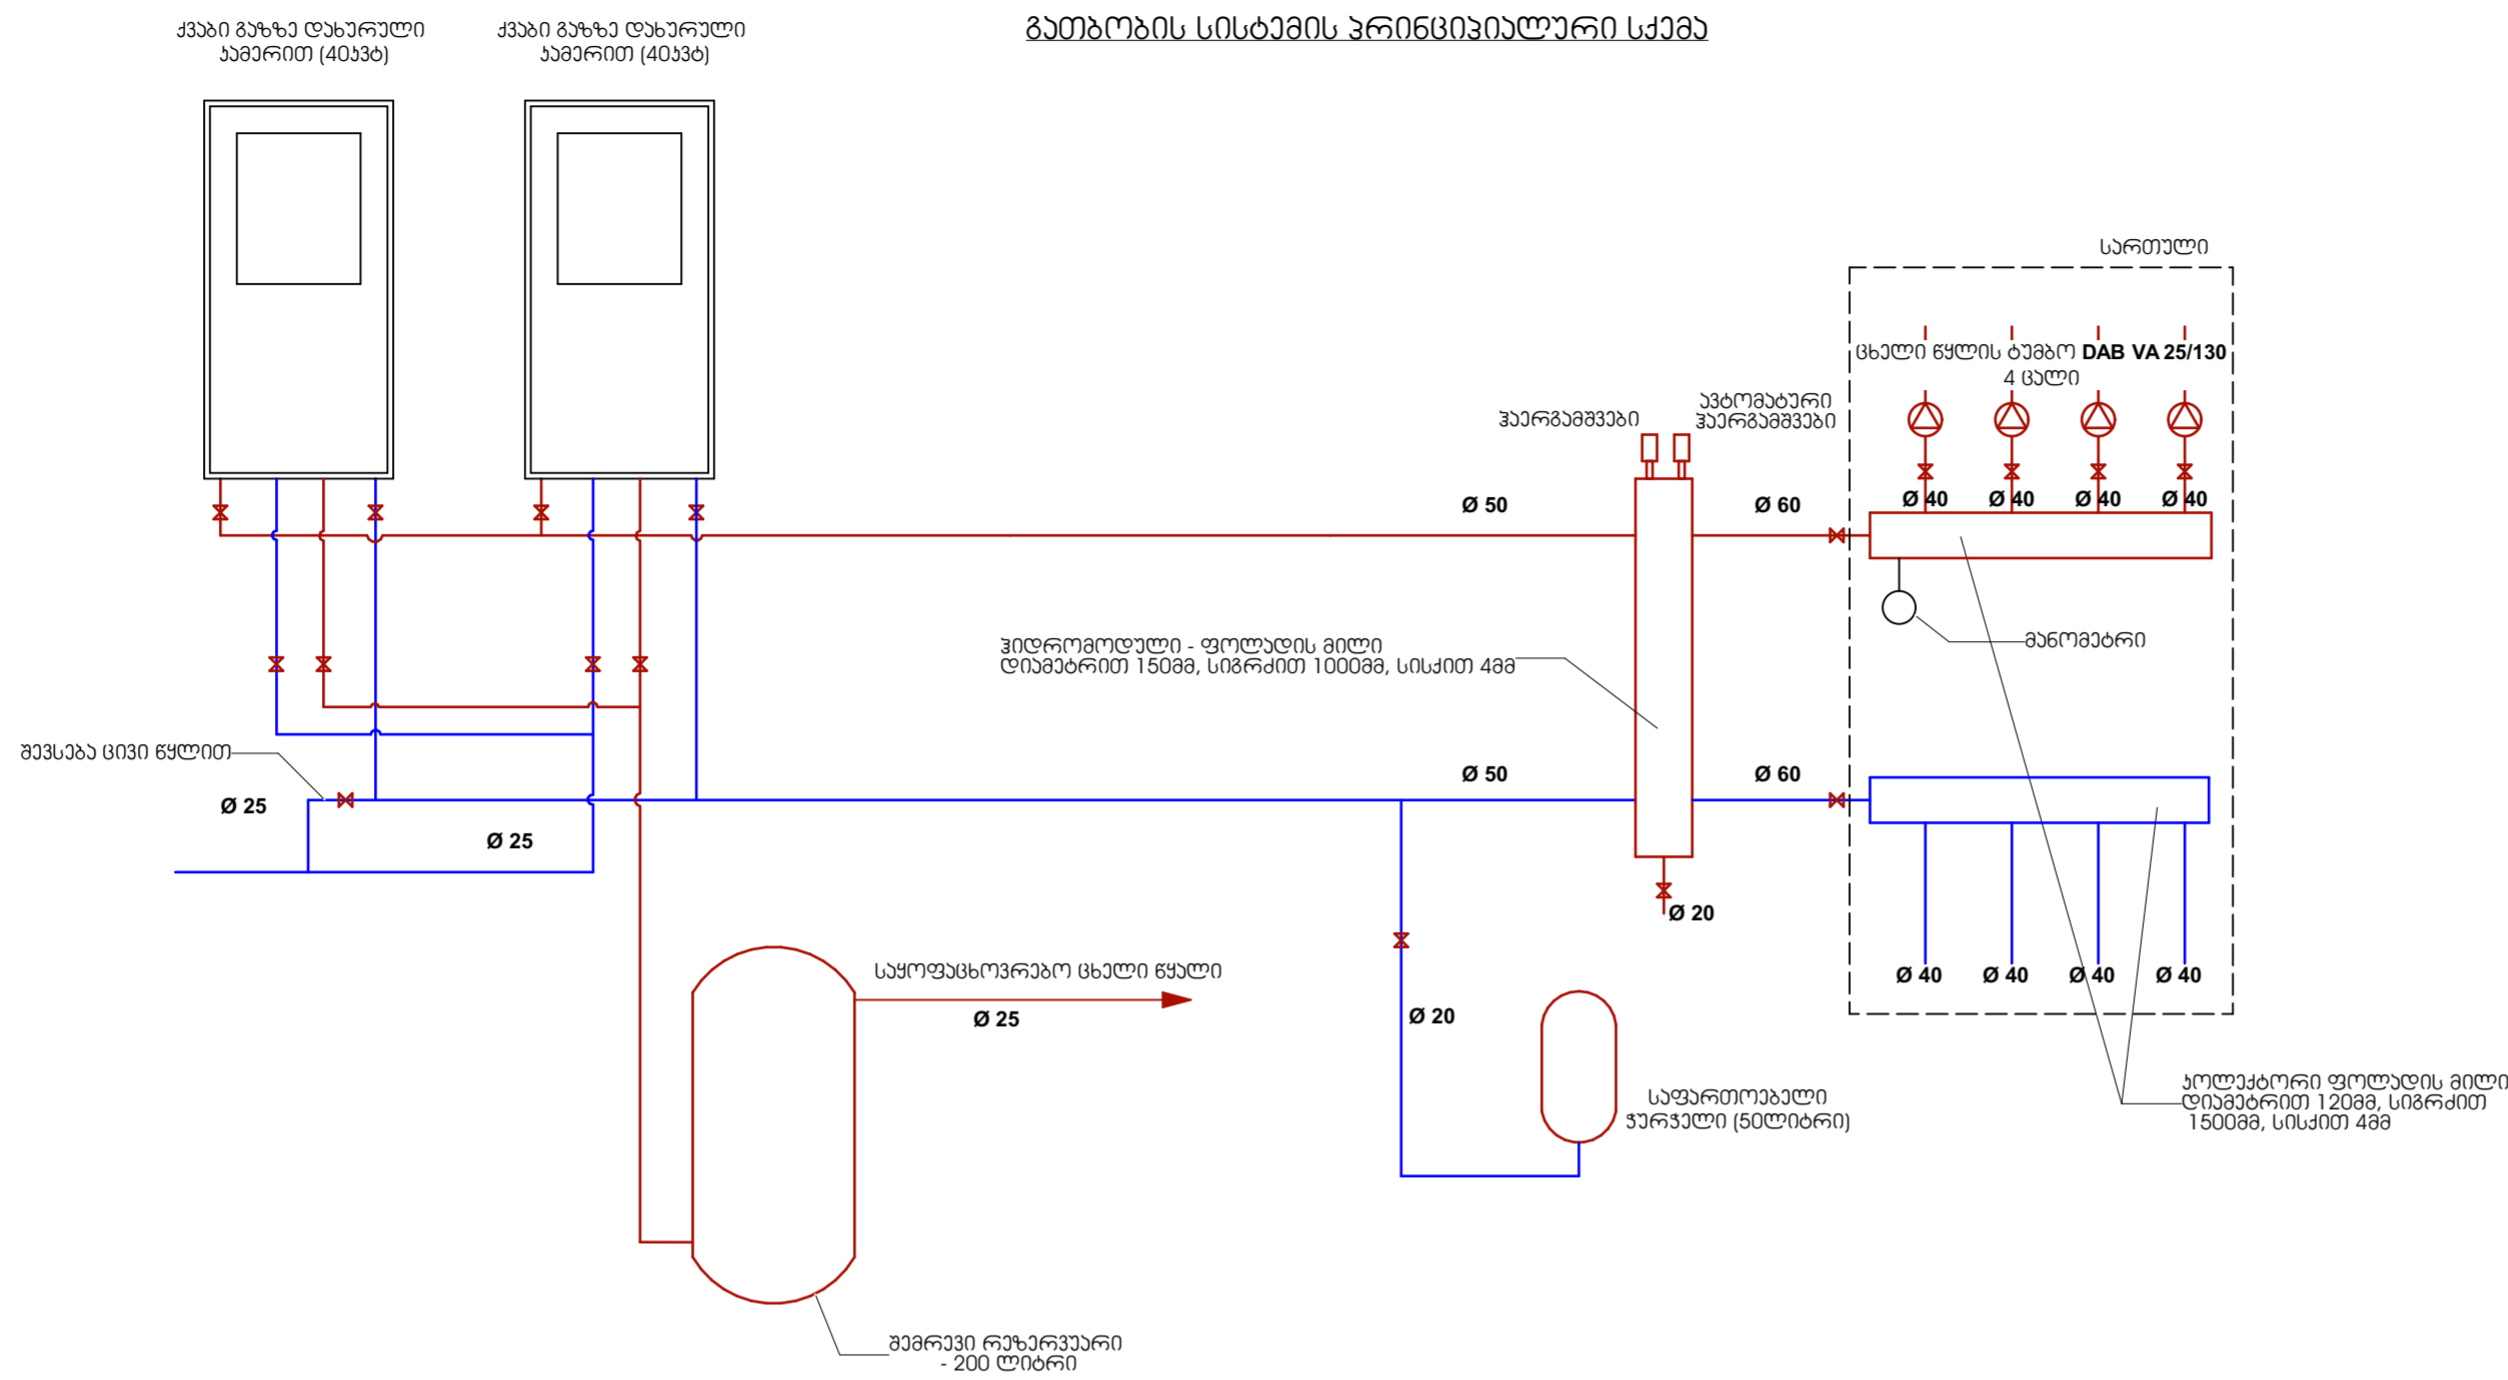 გათბობის სისტემის პრინციპიალური სქემა
ქვაბი გაზზე დახურული
კამერით (40კვტ)
ქვაბი გაზზე დახურული
კამერით (40კვტ)
სართული
ცხელი წყლის ტუმბო DAB VA 25/130
4 ცალი
ჰაერგამშვები
ავტომატური
ჰაერგამშვები
Ø 50
Ø 60
Ø 40
Ø 40
Ø 40
Ø 40
მანომეტრი
ჰიდრომოდული - ფოლადის მილი
დიამეტრით 150მმ, სიგრძით 1000მმ, სისქით 4მმ
შევსება ცივი წყლით
Ø 25
Ø 25
Ø 50
Ø 60
Ø 20
Ø 40
Ø 40
Ø 40
Ø 40
საყოფაცხოვრებო ცხელი წყალი
Ø 25
Ø 20
საფართოებელი
ჭურჭელი (50ლიტრი)
კოლექტორი ფოლადის მილი
დიამეტრით 120მმ, სიგრძით
1500მმ, სისქით 4მმ
შემრევი რეზერვუარი
- 200 ლიტრი